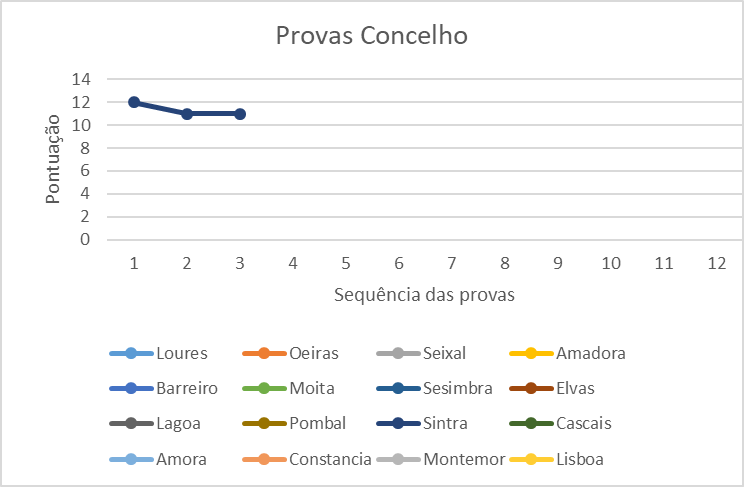 Provas Concelho
14
12
10
8
6
4
2
0
Pontuação
1 2 3 4 5 6 7 8 9 10 11 12
Sequência das provas
Loures Oeiras Seixal Amadora
Barreiro Moita Sesimbra Elvas
Lagoa Pombal Sintra Cascais
Amora Constancia Montemor Lisboa